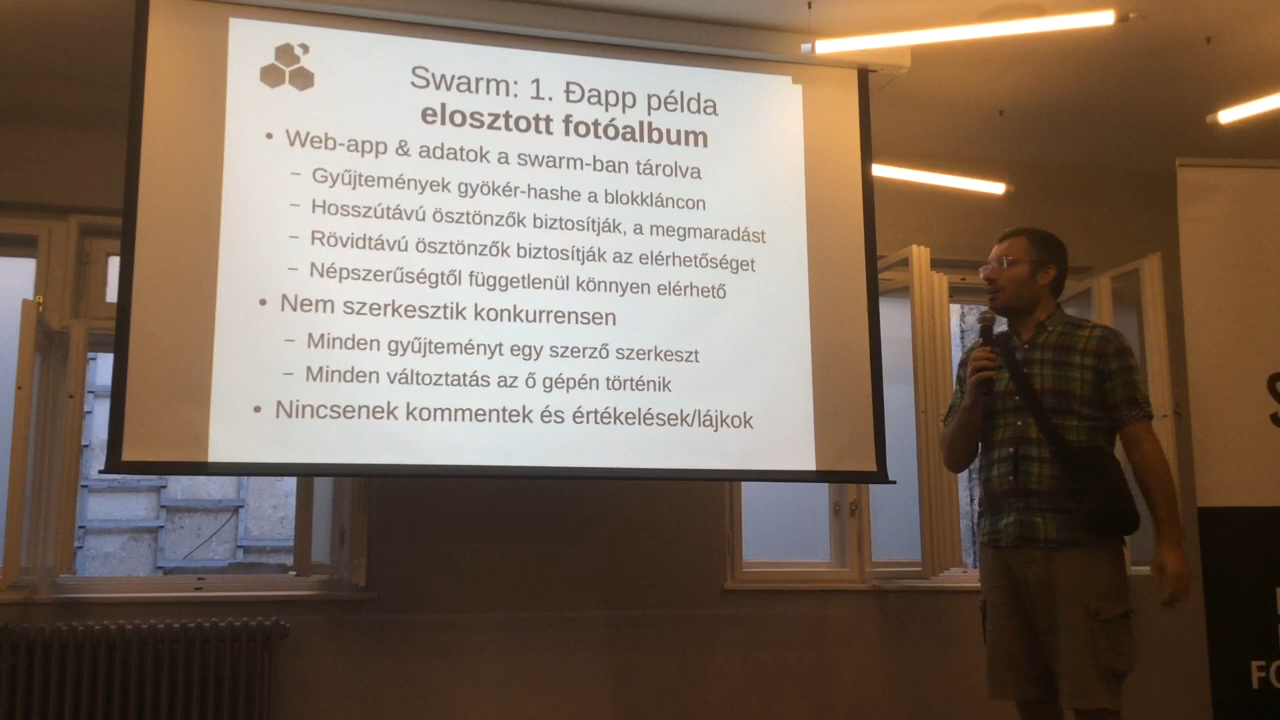 Swarm: 1. Đapp példa
elosztott fotóalbum
• Web-app & adatok a swarm-ban tárolva
– Gyűjtemények gyökér-hashe a blokkláncon
– Hosszútávú ösztönzők biztosítják, a megmaradást
– Rövidtávú ösztönzők biztosítják az elérhetőséget
– Népszerűségtől függetlenül könnyen elérhető
• Nem szerkesztik konkurrensen
– Minden gyűjteményt egy szerző szerkeszt
– Minden változtatás az ő gépén történik
• Nincsenek kommentek és értékelések/lájkok